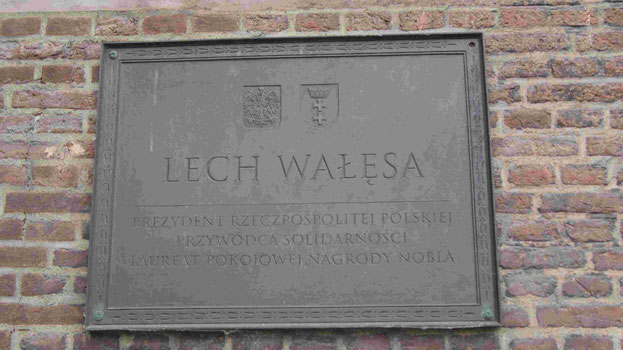 LECH WAŁĘSA
PREZYDENT RZECZPOSPOLITEJ POLSKIEJ
PRZYWÓDCA SOLIDARNOŚCI
LAUREAT POKOJOWEJ NAGRODY NOBLA